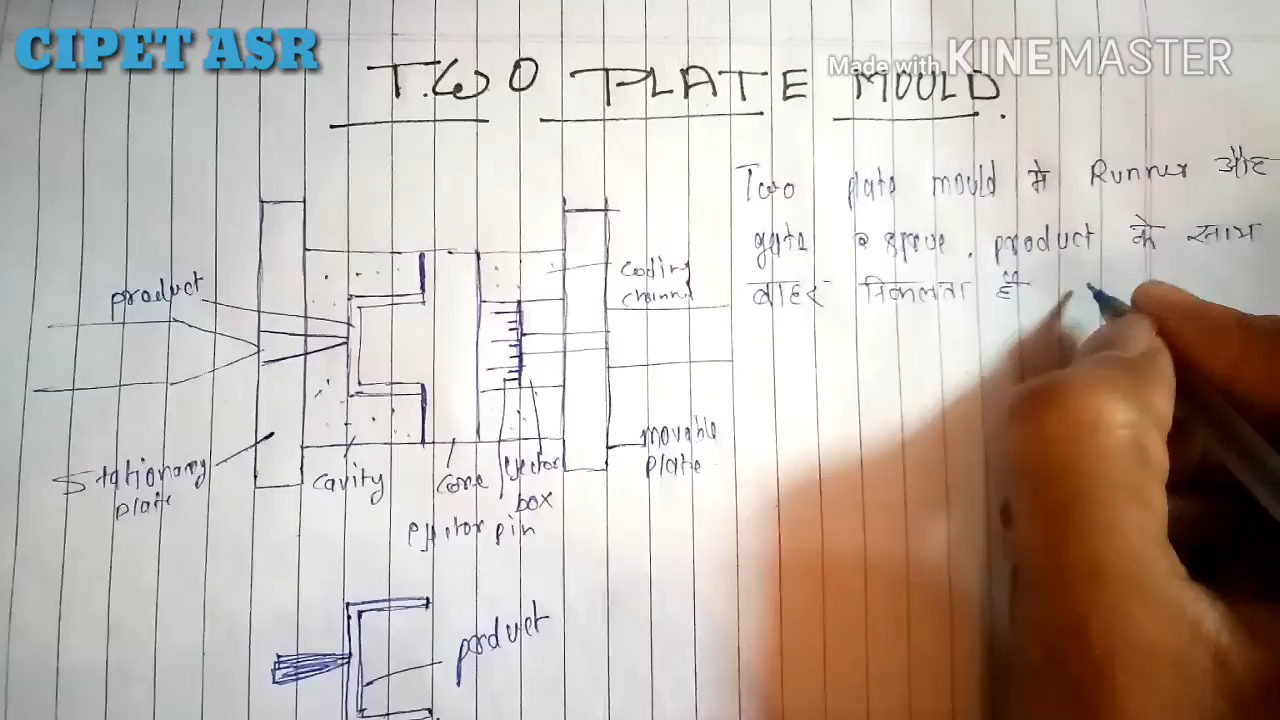 CIPET ASR
Made with KINEMASTER
TWO PLATE MOULD.
Two plate mould में Runner और
gate व sprue, product के साथ
बाहर निकलता है
product
cooling
channel
movable
plate
Stationary
plate
cavity
core
ejector
box
ejector pin
product